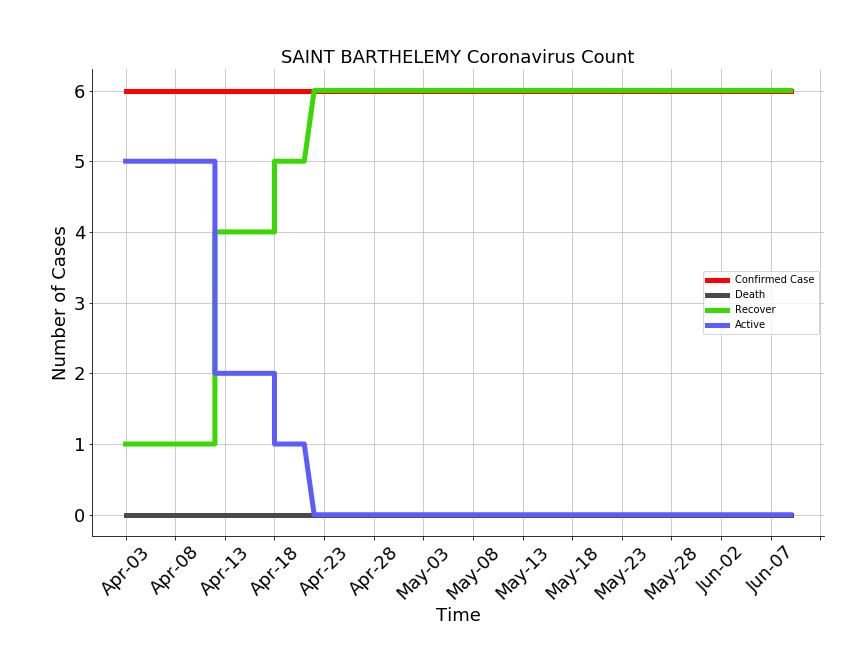 SAINT BARTHELEMY Coronavirus Count
Number of Cases
6
5
4
3
2
1
0
Confirmed Case
Death
Recover
Active
Apr-03
Apr-08
Apr-13
Apr-18
Apr-23
Apr-28
May-03
May-08
May-13
May-18
May-23
May-28
Jun-02
Jun-07
Time